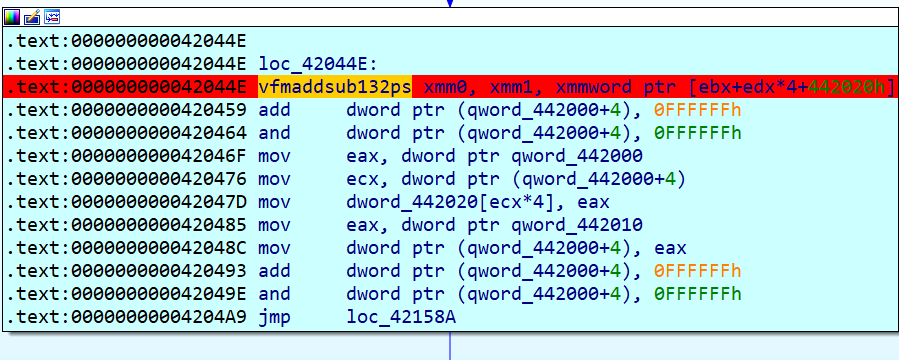 .text:000000000042044E
.text:000000000042044E loc_42044E:
.text:000000000042044E vfmaddsub132ps xmm0, xmm1, xmmword ptr [ebx+edx*4+442020h]
.text:0000000000420459 add dword ptr (qword_442000+4), 0FFFFFFh
.text:0000000000420464 and dword ptr (qword_442000+4), 0FFFFFFh
.text:000000000042046F mov eax, dword ptr qword_442000
.text:0000000000420476 mov ecx, dword ptr (qword_442000+4)
.text:000000000042047D mov dword_442020[ecx*4], eax
.text:0000000000420485 mov eax, dword ptr qword_442010
.text:000000000042048C mov dword ptr (qword_442000+4), eax
.text:0000000000420493 add dword ptr (qword_442000+4), 0FFFFFFh
.text:000000000042049E and dword ptr (qword_442000+4), 0FFFFFFh
.text:00000000004204A9 jmp loc_42158A